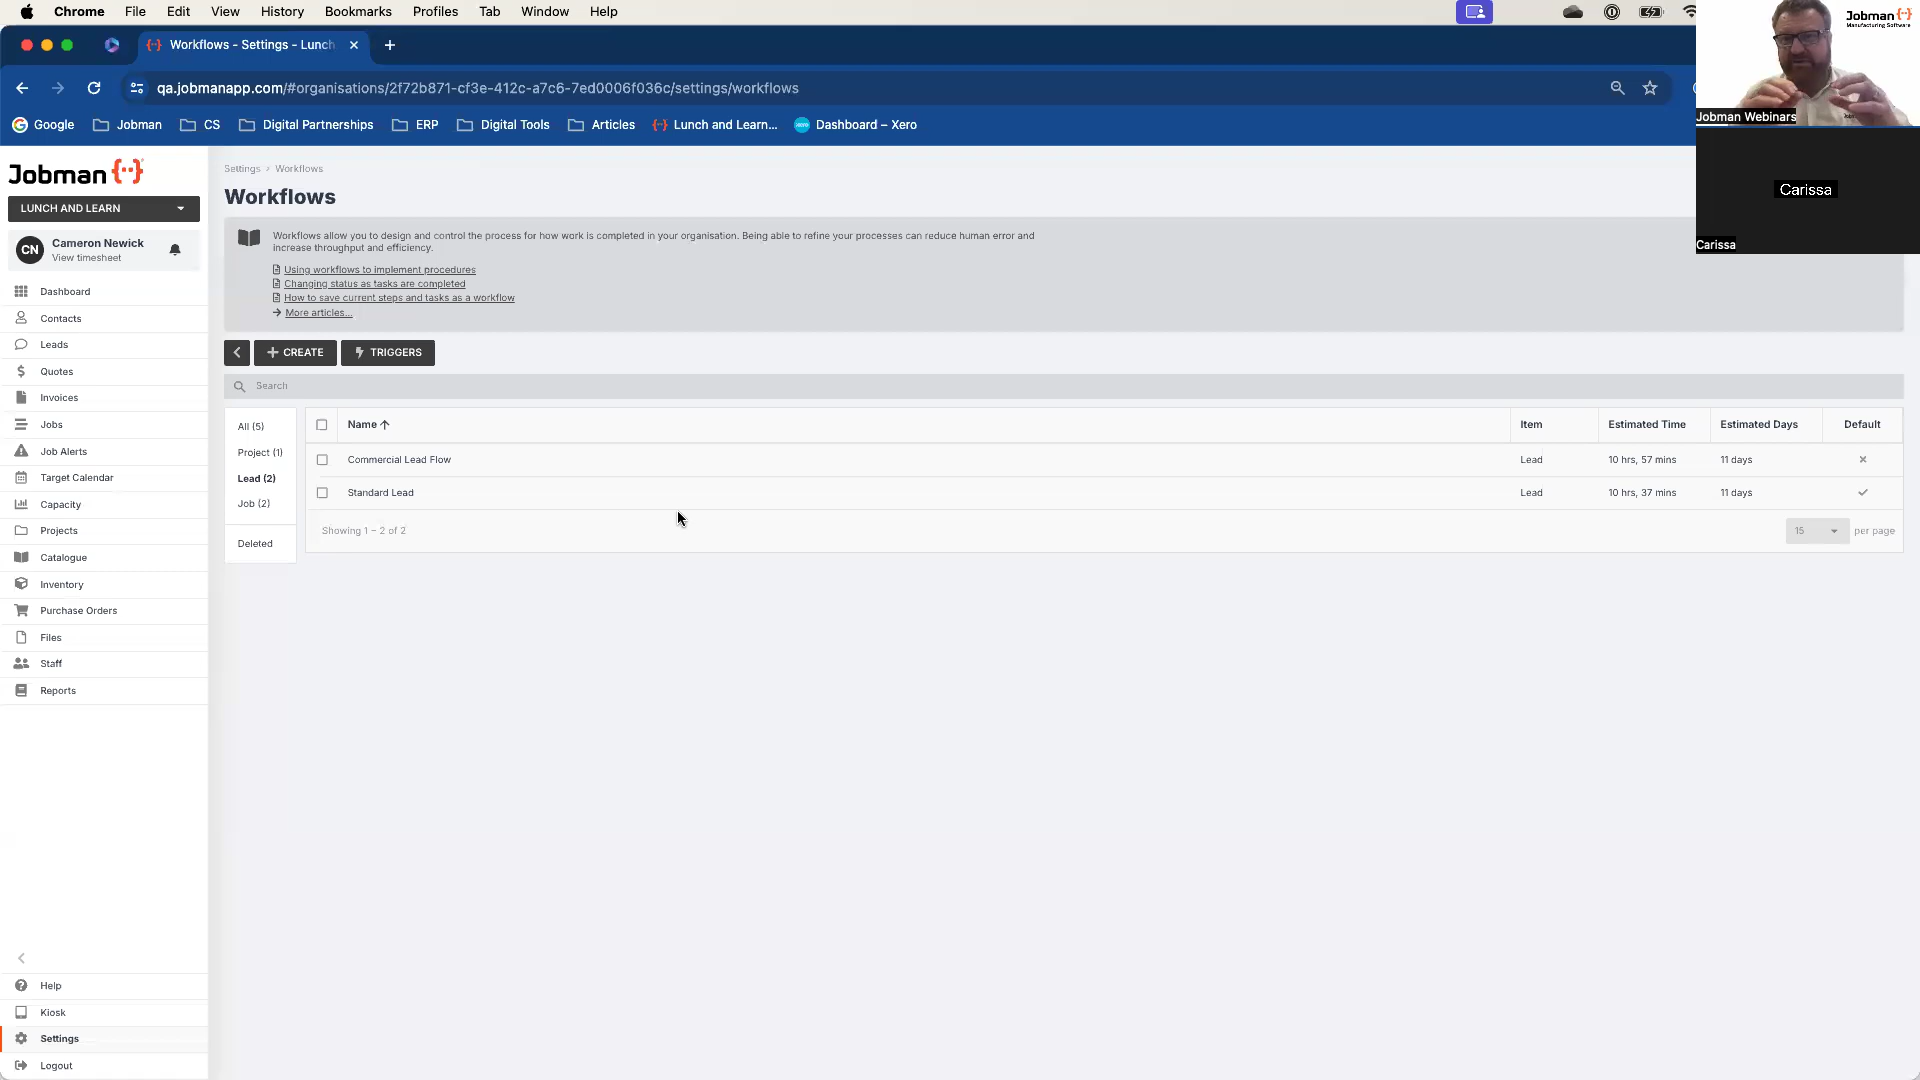 Chrome File Edit View History Bookmarks Profiles Tab Window Help
Workflows - Settings - Lunch
qa.jobmanapp.com/#organisations/2f72b871-cf3e-412c-a7c6-7ed0006f036c/settings/workflows
Google Jobman CS Digital Partnerships ERP Digital Tools Articles Lunch and Learn... Dashboard – Xero
Jobman
Manufacturing Software
Jobman Webinars
Carissa
Carissa
Jobman
LUNCH AND LEARN
CN Cameron Newick
View timesheet
Dashboard
Contacts
Leads
Quotes
Invoices
Jobs
Job Alerts
Target Calendar
Capacity
Projects
Catalogue
Inventory
Purchase Orders
Files
Staff
Reports
Help
Kiosk
Settings
Logout
Settings > Workflows
Workflows
Workflows allow you to design and control the process for how work is completed in your organisation. Being able to refine your processes can reduce human error and
increase throughput and efficiency.
Using workflows to implement procedures
Changing status as tasks are completed
How to save current steps and tasks as a workflow
More articles...
CREATE TRIGGERS
Search
All (5)
Project (1)
Lead (2)
Job (2)
Deleted
Name Item Estimated Time Estimated Days Default
Commercial Lead Flow Lead 10 hrs, 57 mins 11 days
Standard Lead Lead 10 hrs, 37 mins 11 days
Showing 1 – 2 of 2 15 per page